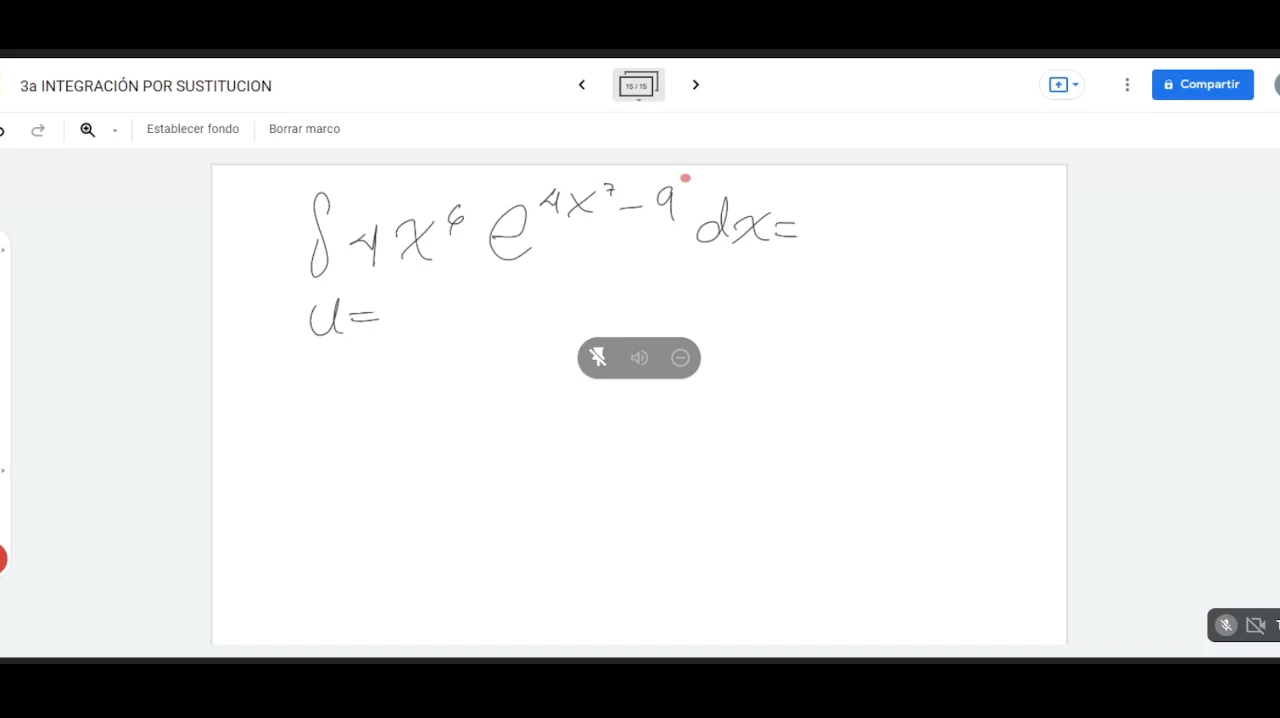 3a INTEGRACIÓN POR SUSTITUCION
15 / 15
Compartir
Establecer fondo
Borrar marco
∫ 4x⁶ e^(4x⁷ − 9) dx =
u =